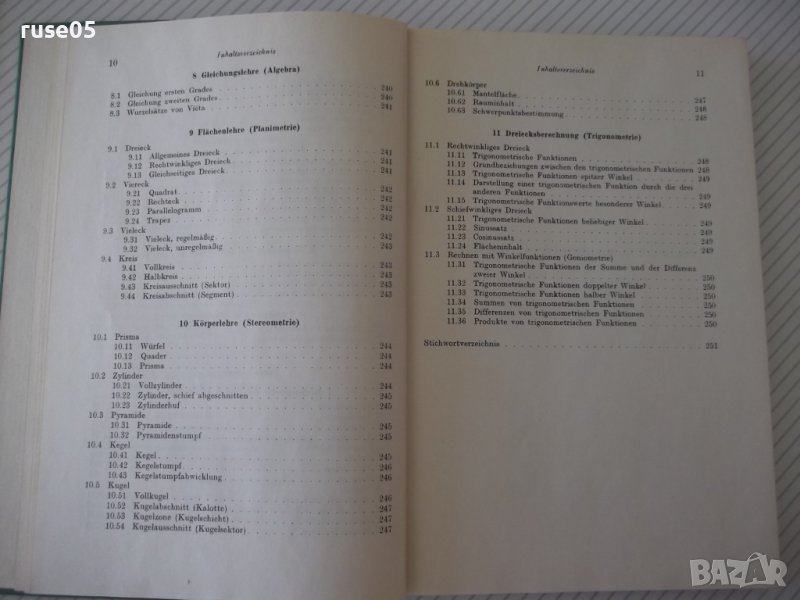 ruse05
10
Inhaltsverzeichnis
8 Gleichungslehre (Algebra)
8.1 Gleichung ersten Grades 240
8.2 Gleichung zweiten Grades 240
8.3 Wurzelsätze von Vieta 241
9 Flächenlehre (Planimetrie)
9.1 Dreieck
9.11 Allgemeines Dreieck 241
9.12 Rechtwinkliges Dreieck 241
9.13 Gleichseitiges Dreieck 241
9.2 Viereck
9.21 Quadrat 242
9.22 Rechteck 242
9.23 Parallelogramm 242
9.24 Trapez 242
9.3 Vieleck
9.31 Vieleck, regelmäßig 242
9.32 Vieleck, unregelmäßig 243
9.4 Kreis
9.41 Vollkreis 243
9.42 Halbkreis 243
9.43 Kreisausschnitt (Sektor) 243
9.44 Kreisabschnitt (Segment) 243
10 Körperlehre (Stereometrie)
10.1 Prisma
10.11 Würfel 244
10.12 Quader 244
10.13 Prisma 244
10.2 Zylinder
10.21 Vollzylinder 244
10.22 Zylinder, schief abgeschnitten 245
10.23 Zylinderhuf 245
10.3 Pyramide
10.31 Pyramide 245
10.32 Pyramidenstumpf 245
10.4 Kegel
10.41 Kegel 245
10.42 Kegelstumpf 246
10.43 Kegelstumpfabwicklung 246
10.5 Kugel
10.51 Vollkugel 246
10.52 Kugelabschnitt (Kalotte) 247
10.53 Kugelzone (Kugelschicht) 247
10.54 Kugelausschnitt (Kugelsektor) 247
Inhaltsverzeichnis
11
10.6 Drehkörper
10.61 Mantelfläche 247
10.62 Rauminhalt 248
10.63 Schwerpunktsbestimmung 248
11 Dreiecksberechnung (Trigonometrie)
11.1 Rechtwinkliges Dreieck
11.11 Trigonometrische Funktionen 248
11.12 Grundbeziehungen zwischen den trigonometrischen Funktionen 248
11.13 Trigonometrische Funktionen spitzer Winkel 249
11.14 Darstellung einer trigonometrischen Funktion durch die drei
anderen Funktionen 249
11.15 Trigonometrische Funktionswerte besonderer Winkel 249
11.2 Schiefwinkliges Dreieck
11.21 Trigonometrische Funktionen beliebiger Winkel 249
11.22 Sinussatz 249
11.23 Cosinussatz 249
11.24 Flächeninhalt 249
11.3 Rechnen mit Winkelfunktionen (Goniometrie)
11.31 Trigonometrische Funktionen der Summe und der Differenz
zweier Winkel 250
11.32 Trigonometrische Funktionen doppelter Winkel 250
11.33 Trigonometrische Funktionen halber Winkel 250
11.34 Summen von trigonometrischen Funktionen 250
11.35 Differenzen von trigonometrischen Funktionen 250
11.36 Produkte von trigonometrischen Funktionen 250
Stichwortverzeichnis 251
BAZAR
bg